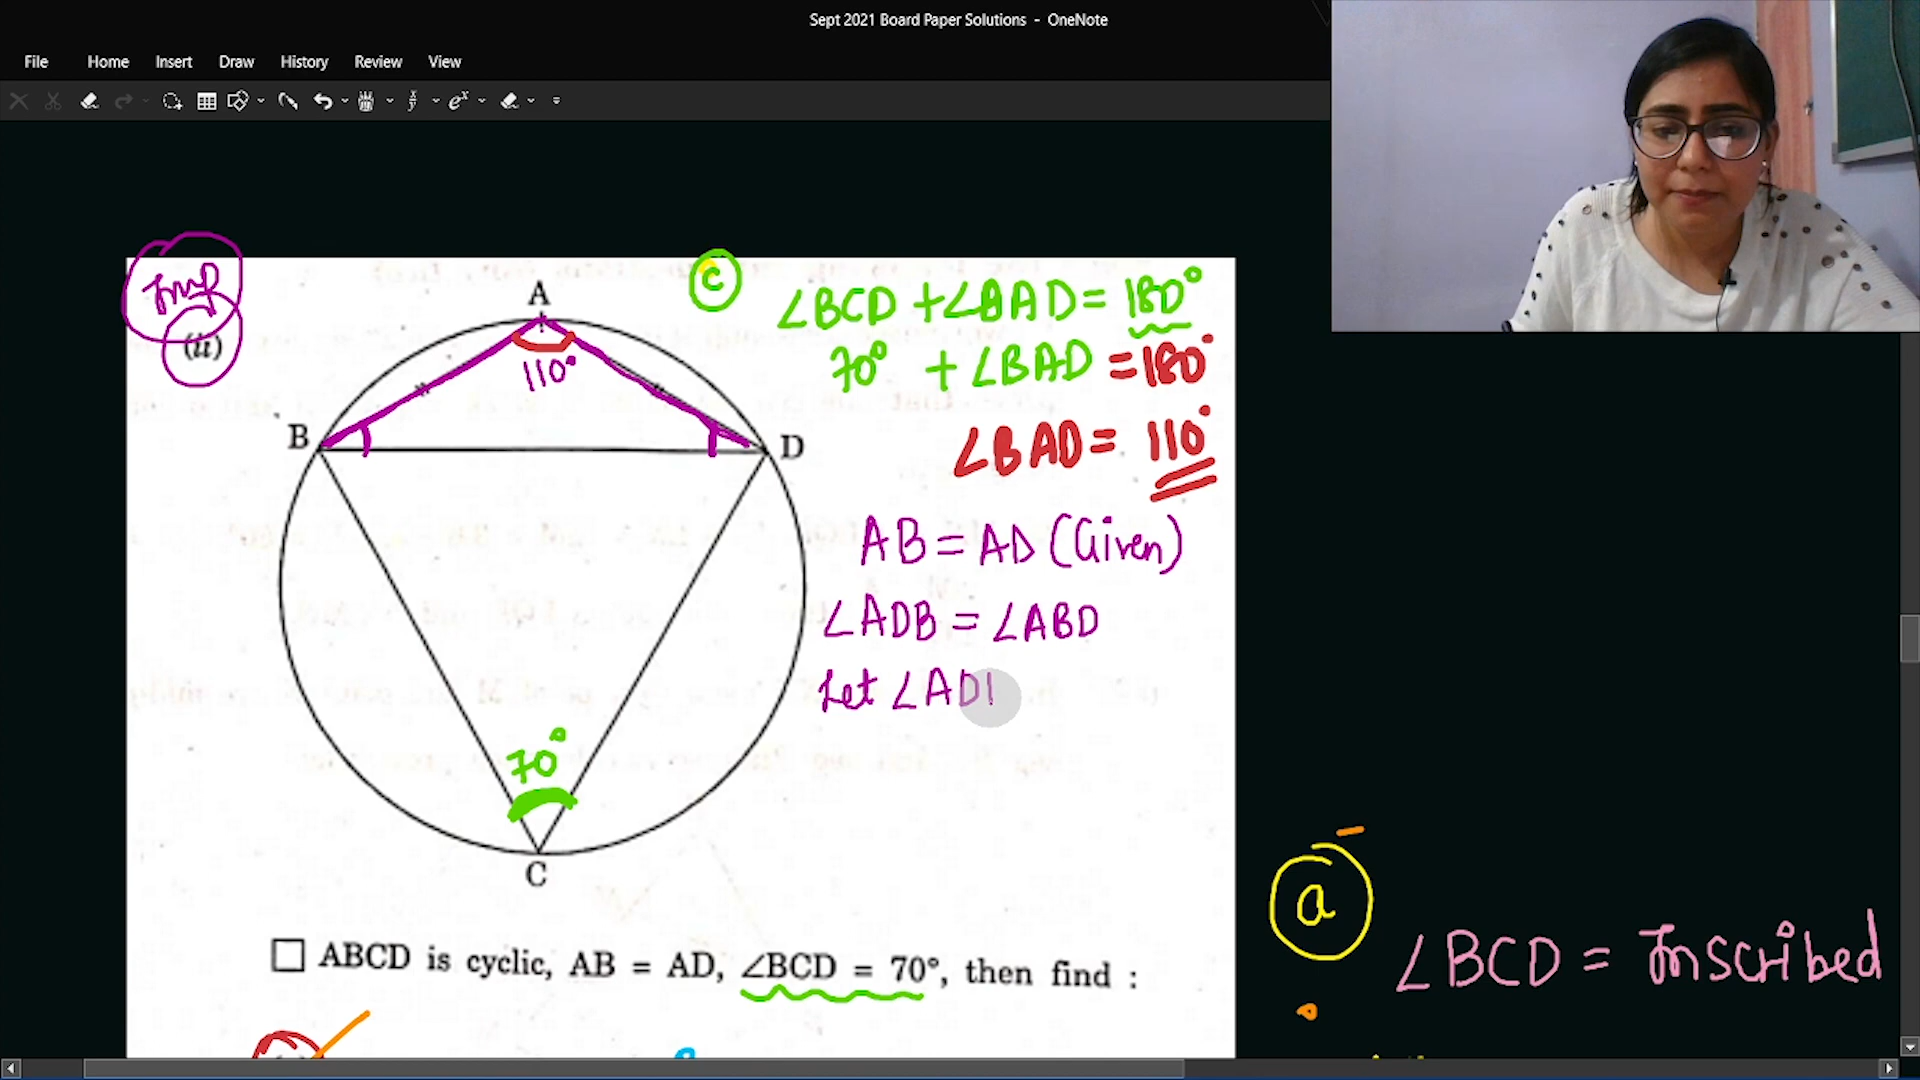 Sept 2021 Board Paper Solutions - OneNote
File Home Insert Draw History Review View
Imp
(ii)
A
110°
B
D
70°
C
C
∠BCD + ∠BAD = 180°
70° + ∠BAD = 180°
∠BAD = 110°
AB = AD (Given)
∠ADB = ∠ABD
Let ∠AD
□ ABCD is cyclic, AB = AD, ∠BCD = 70°, then find :
a
∠BCD = Inscribed